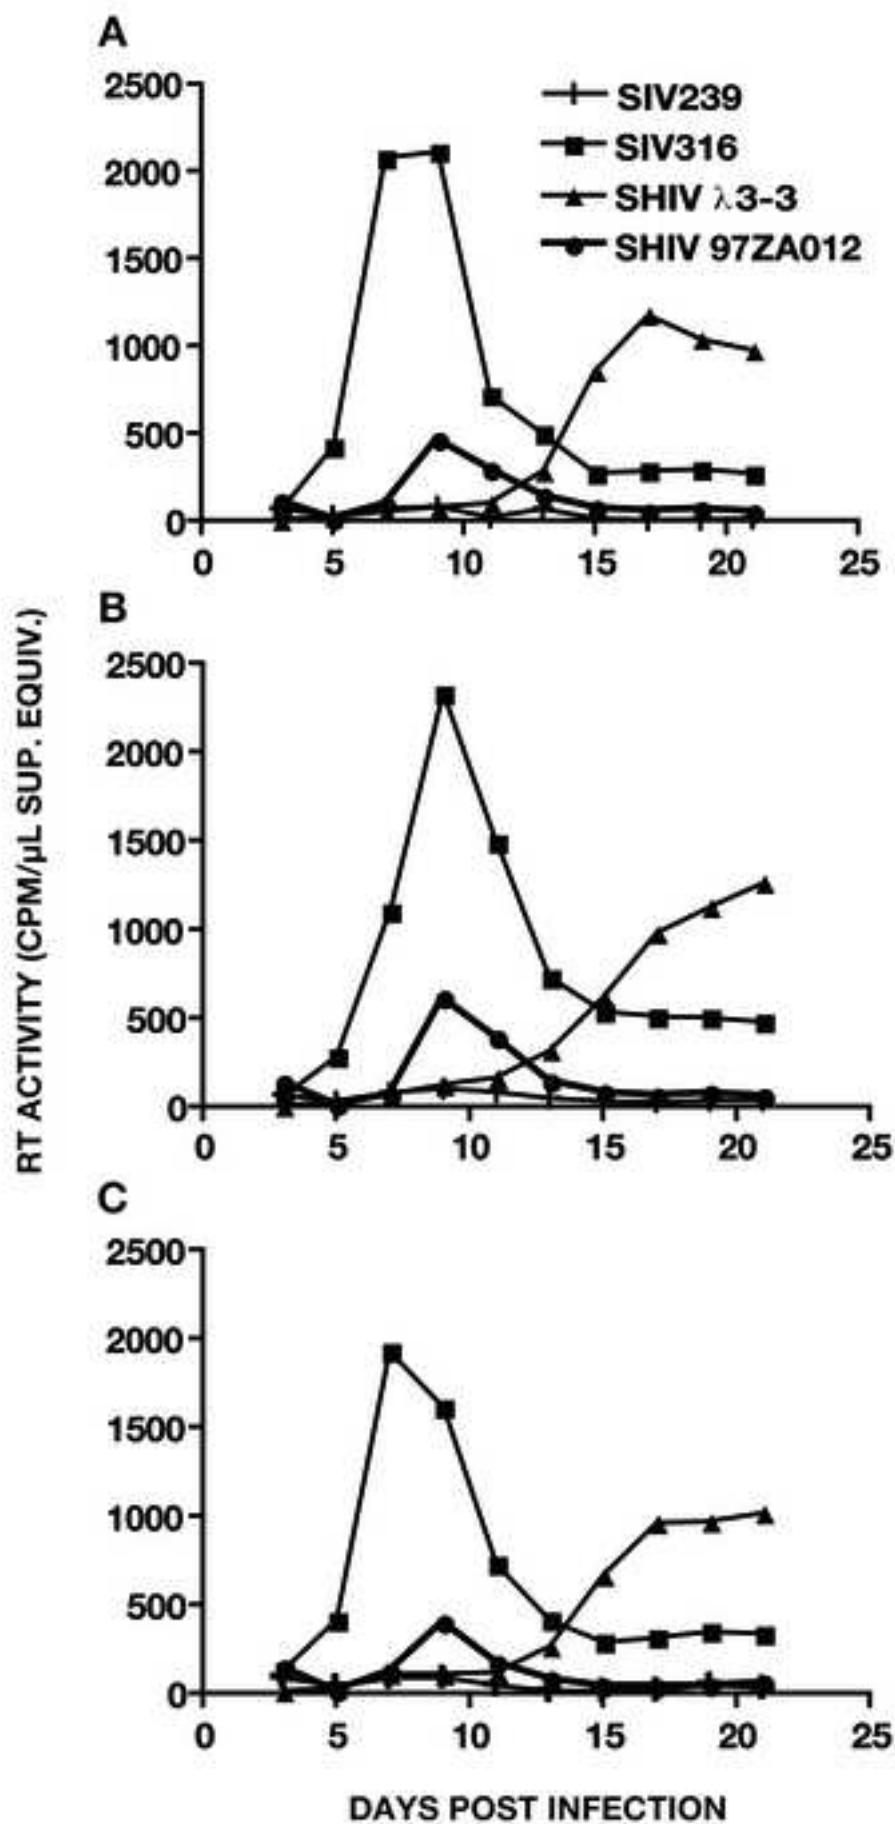 A
2500
2000
1500
1000
500
0
0 5 10 15 20 25
SIV239
SIV316
SHIV λ3-3
SHIV 97ZA012
B
2500
2000
1500
1000
500
0
0 5 10 15 20 25
RT ACTIVITY (CPM/µL SUP. EQUIV.)
C
2500
2000
1500
1000
500
0
0 5 10 15 20 25
DAYS POST INFECTION